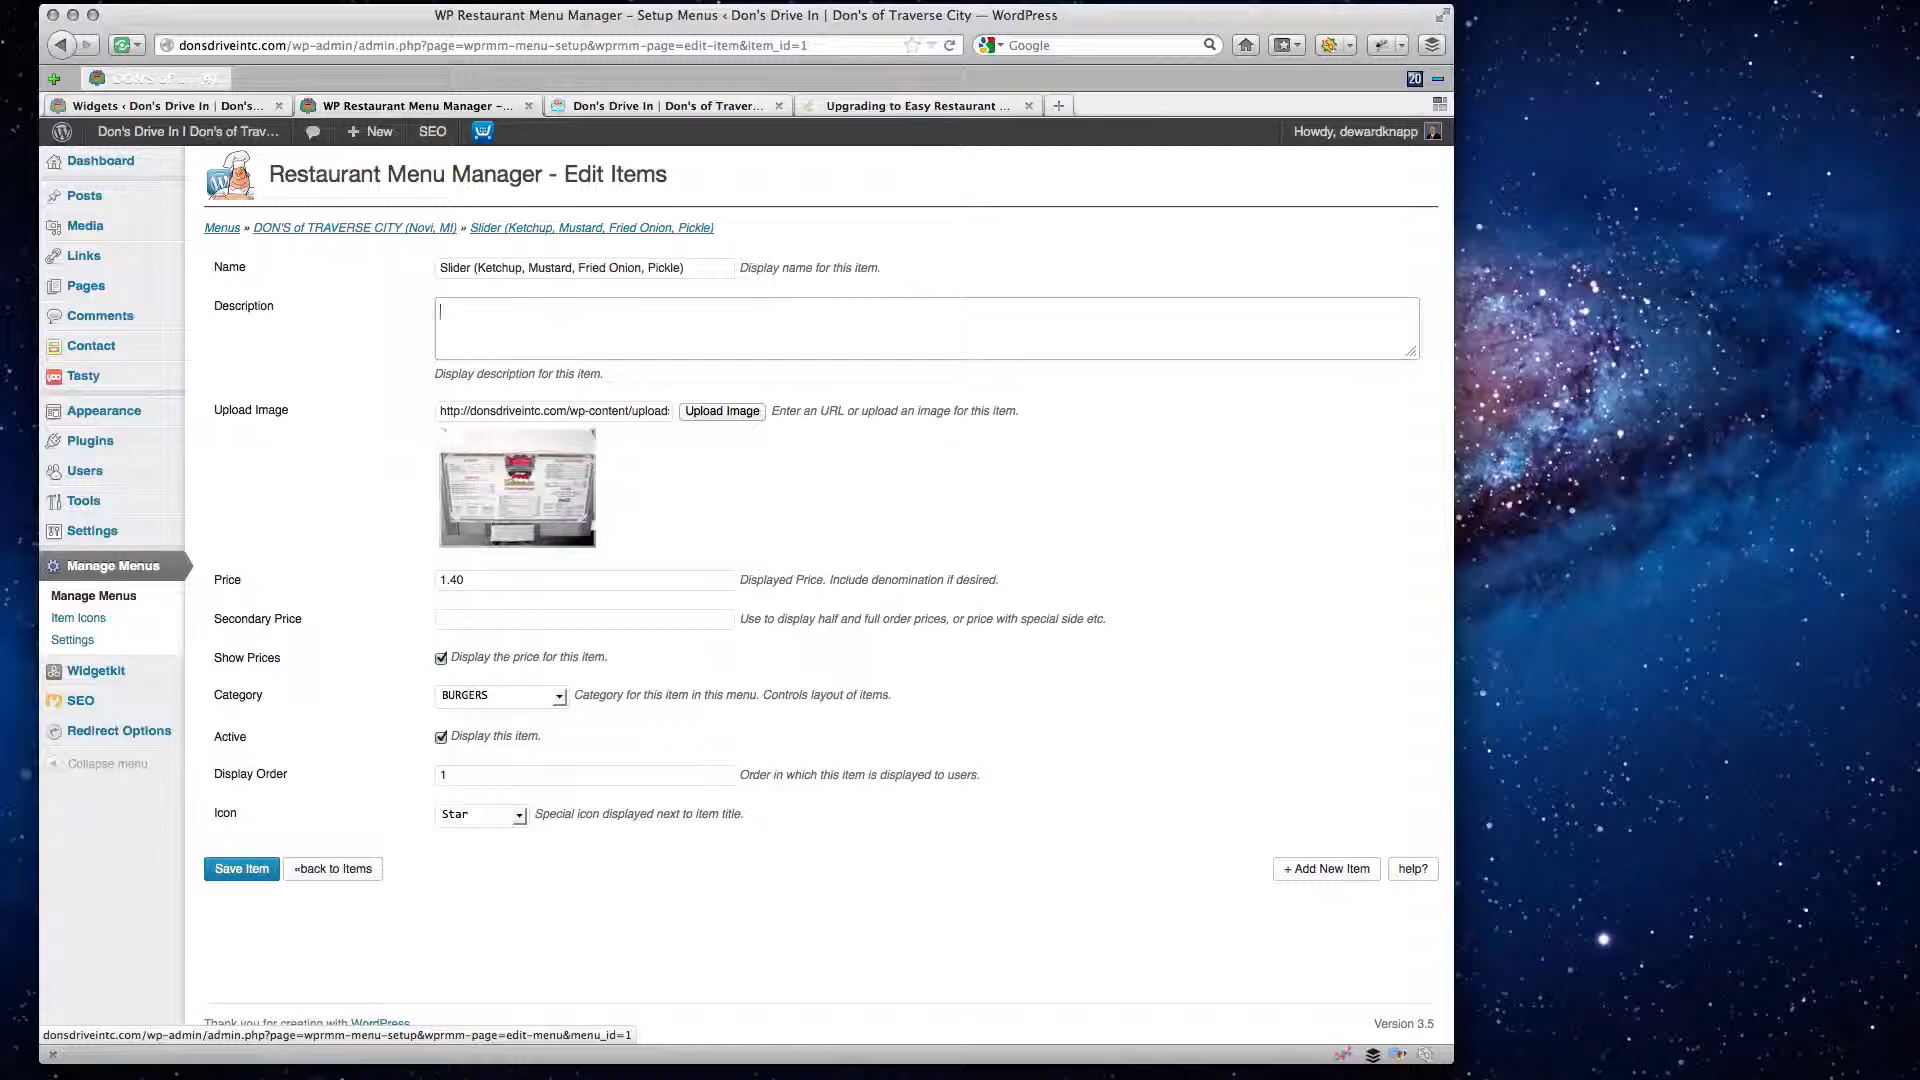 WP Restaurant Menu Manager – Setup Menus ‹ Don's Drive In | Don's of Traverse City — WordPress
donsdriveintc.com/wp-admin/admin.php?page=wprmm-menu-setup&wprmm-page=edit-item&item_id=1
Google
20
Widgets ‹ Don's Drive In | Don's...
WP Restaurant Menu Manager –...
Don's Drive In | Don's of Traver...
Upgrading to Easy Restaurant ...
Don's Drive In I Don's of Trav...
+ New
SEO
Howdy, dewardknapp
Dashboard
Posts
Media
Links
Pages
Comments
Contact
Tasty
Appearance
Plugins
Users
Tools
Settings
Manage Menus
Manage Menus
Item Icons
Settings
Widgetkit
SEO
Redirect Options
Collapse menu
Restaurant Menu Manager - Edit Items
Menus » DON'S of TRAVERSE CITY (Novi, MI) » Slider (Ketchup, Mustard, Fried Onion, Pickle)
Name Slider (Ketchup, Mustard, Fried Onion, Pickle) Display name for this item.
Description
Display description for this item.
Upload Image http://donsdriveintc.com/wp-content/uploads Upload Image Enter an URL or upload an image for this item.
Price 1.40 Displayed Price. Include denomination if desired.
Secondary Price Use to display half and full order prices, or price with special side etc.
Show Prices Display the price for this item.
Category BURGERS Category for this item in this menu. Controls layout of items.
Active Display this item.
Display Order 1 Order in which this item is displayed to users.
Icon Star Special icon displayed next to item title.
Save Item «back to Items + Add New Item help?
Thank you for creating with WordPress
Version 3.5
donsdriveintc.com/wp-admin/admin.php?page=wprmm-menu-setup&wprmm-page=edit-menu&menu_id=1